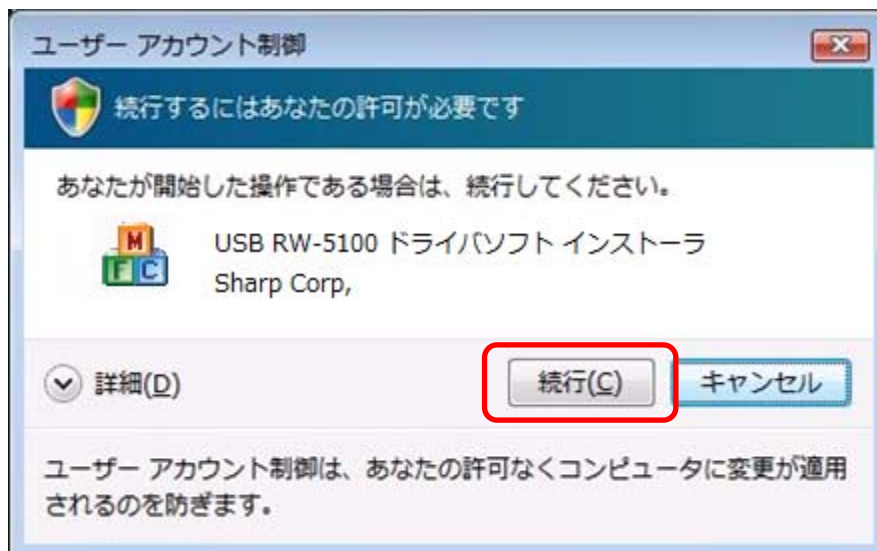 ユーザー アカウント制御
続行するにはあなたの許可が必要です
あなたが開始した操作である場合は、続行してください。
M
F C
USB RW-5100 ドライバソフト インストーラ
Sharp Corp,
詳細(D)
続行(C)
キャンセル
ユーザー アカウント制御は、あなたの許可なくコンピュータに変更が適用
されるのを防ぎます。